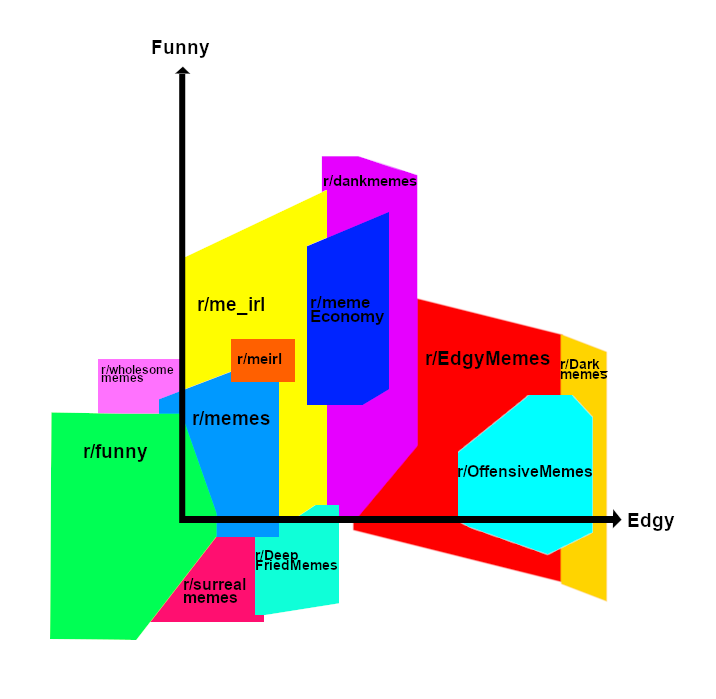 Funny
r/dankmemes
r/me_irl
r/meme
Economy
r/meirl
r/EdgyMemes
r/Dark
memes
r/wholesome
memes
r/memes
r/funny
r/OffensiveMemes
Edgy
r/Deep
FriedMemes
r/surreal
memes